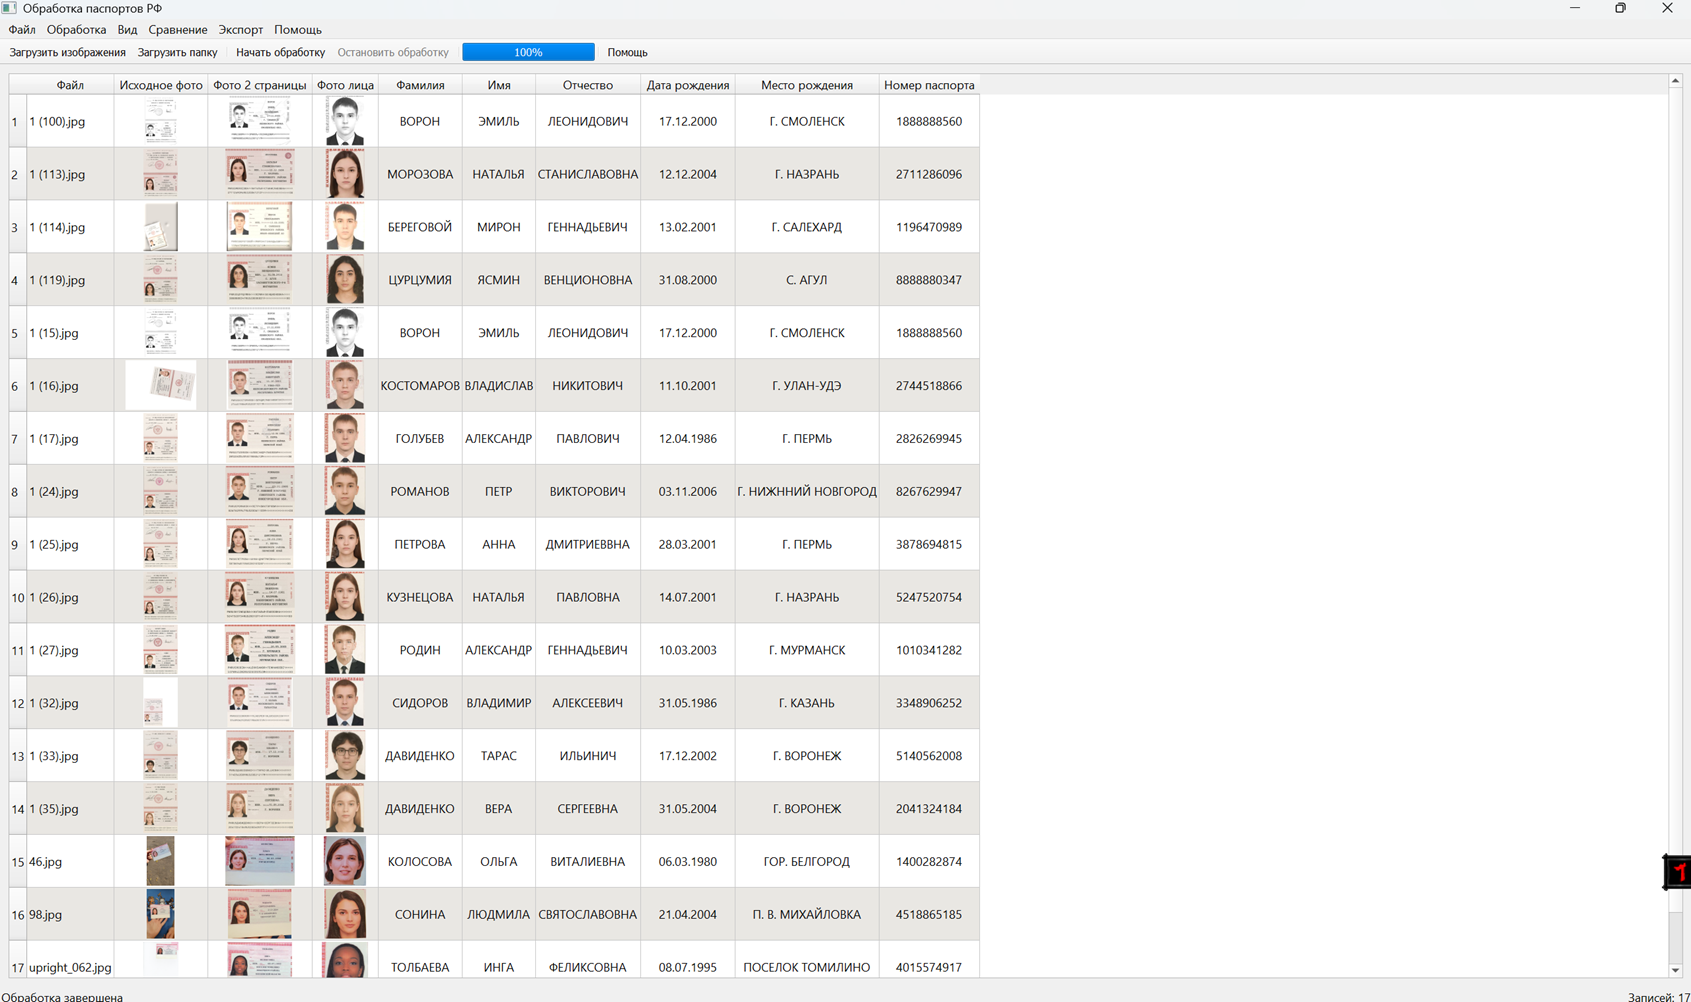 Обработка паспортов РФ
Файл Обработка Вид Сравнение Экспорт Помощь
Загрузить изображения Загрузить папку Начать обработку Остановить обработку 100% Помощь
Файл Исходное фото Фото 2 страницы Фото лица Фамилия Имя Отчество Дата рождения Место рождения Номер паспорта
1 1 (100).jpg ВОРОН ЭМИЛЬ ЛЕОНИДОВИЧ 17.12.2000 Г. СМОЛЕНСК 1888888560
2 1 (113).jpg МОРОЗОВА НАТАЛЬЯ СТАНИСЛАВОВНА 12.12.2004 Г. НАЗРАНЬ 2711286096
3 1 (114).jpg БЕРЕГОВОЙ МИРОН ГЕННАДЬЕВИЧ 13.02.2001 Г. САЛЕХАРД 1196470989
4 1 (119).jpg ЦУРЦУМИЯ ЯСМИН ВЕНЦИОНОВНА 31.08.2000 С. АГУЛ 8888880347
5 1 (15).jpg ВОРОН ЭМИЛЬ ЛЕОНИДОВИЧ 17.12.2000 Г. СМОЛЕНСК 1888888560
6 1 (16).jpg КОСТОМАРОВ ВЛАДИСЛАВ НИКИТОВИЧ 11.10.2001 Г. УЛАН-УДЭ 2744518866
7 1 (17).jpg ГОЛУБЕВ АЛЕКСАНДР ПАВЛОВИЧ 12.04.1986 Г. ПЕРМЬ 2826269945
8 1 (24).jpg РОМАНОВ ПЕТР ВИКТОРОВИЧ 03.11.2006 Г. НИЖННИЙ НОВГОРОД 8267629947
9 1 (25).jpg ПЕТРОВА АННА ДМИТРИЕВВНА 28.03.2001 Г. ПЕРМЬ 3878694815
10 1 (26).jpg КУЗНЕЦОВА НАТАЛЬЯ ПАВЛОВНА 14.07.2001 Г. НАЗРАНЬ 5247520754
11 1 (27).jpg РОДИН АЛЕКСАНДР ГЕННАДЬЕВИЧ 10.03.2003 Г. МУРМАНСК 1010341282
12 1 (32).jpg СИДОРОВ ВЛАДИМИР АЛЕКСЕЕВИЧ 31.05.1986 Г. КАЗАНЬ 3348906252
13 1 (33).jpg ДАВИДЕНКО ТАРАС ИЛЬИНИЧ 17.12.2002 Г. ВОРОНЕЖ 5140562008
14 1 (35).jpg ДАВИДЕНКО ВЕРА СЕРГЕЕВНА 31.05.2004 Г. ВОРОНЕЖ 2041324184
15 46.jpg КОЛОСОВА ОЛЬГА ВИТАЛИЕВНА 06.03.1980 ГОР. БЕЛГОРОД 1400282874
16 98.jpg СОНИНА ЛЮДМИЛА СВЯТОСЛАВОВНА 21.04.2004 П. В. МИХАЙЛОВКА 4518865185
17 upright_062.jpg ТОЛБАЕВА ИНГА ФЕЛИКСОВНА 08.07.1995 ПОСЕЛОК ТОМИЛИНО 4015574917
Обработка завершена Записей: 17